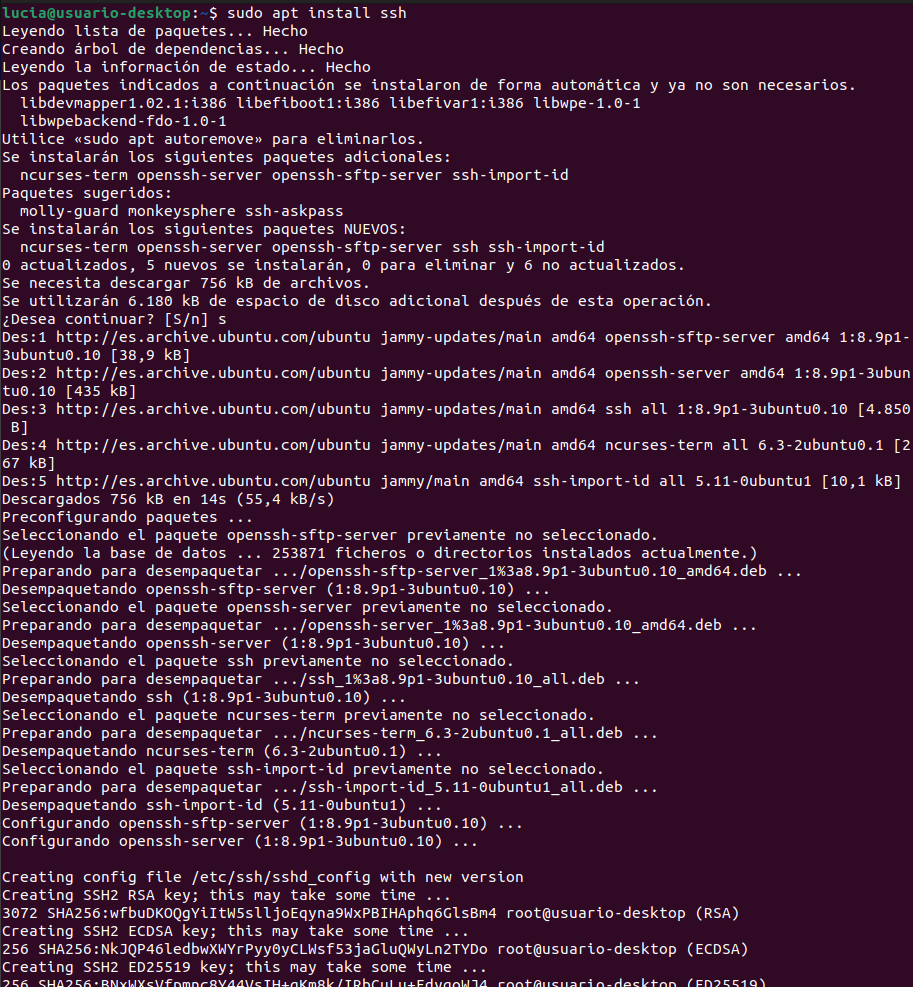 lucia@usuario-desktop:~$ sudo apt install ssh
Leyendo lista de paquetes... Hecho
Creando árbol de dependencias... Hecho
Leyendo la información de estado... Hecho
Los paquetes indicados a continuación se instalaron de forma automática y ya no son necesarios.
  libdevmapper1.02.1:i386 libefiboot1:i386 libefivar1:i386 libwpe-1.0-1
  libwpebackend-fdo-1.0-1
Utilice «sudo apt autoremove» para eliminarlos.
Se instalarán los siguientes paquetes adicionales:
  ncurses-term openssh-server openssh-sftp-server ssh-import-id
Paquetes sugeridos:
  molly-guard monkeysphere ssh-askpass
Se instalarán los siguientes paquetes NUEVOS:
  ncurses-term openssh-server openssh-sftp-server ssh ssh-import-id
0 actualizados, 5 nuevos se instalarán, 0 para eliminar y 6 no actualizados.
Se necesita descargar 756 kB de archivos.
Se utilizarán 6.180 kB de espacio de disco adicional después de esta operación.
¿Desea continuar? [S/n] s
Des:1 http://es.archive.ubuntu.com/ubuntu jammy-updates/main amd64 openssh-sftp-server amd64 1:8.9p1-
3ubuntu0.10 [38,9 kB]
Des:2 http://es.archive.ubuntu.com/ubuntu jammy-updates/main amd64 openssh-server amd64 1:8.9p1-3ubun
tu0.10 [435 kB]
Des:3 http://es.archive.ubuntu.com/ubuntu jammy-updates/main amd64 ssh all 1:8.9p1-3ubuntu0.10 [4.850
 B]
Des:4 http://es.archive.ubuntu.com/ubuntu jammy-updates/main amd64 ncurses-term all 6.3-2ubuntu0.1 [2
67 kB]
Des:5 http://es.archive.ubuntu.com/ubuntu jammy/main amd64 ssh-import-id all 5.11-0ubuntu1 [10,1 kB]
Descargados 756 kB en 14s (55,4 kB/s)
Preconfigurando paquetes ...
Seleccionando el paquete openssh-sftp-server previamente no seleccionado.
(Leyendo la base de datos ... 253871 ficheros o directorios instalados actualmente.)
Preparando para desempaquetar .../openssh-sftp-server_1%3a8.9p1-3ubuntu0.10_amd64.deb ...
Desempaquetando openssh-sftp-server (1:8.9p1-3ubuntu0.10) ...
Seleccionando el paquete openssh-server previamente no seleccionado.
Preparando para desempaquetar .../openssh-server_1%3a8.9p1-3ubuntu0.10_amd64.deb ...
Desempaquetando openssh-server (1:8.9p1-3ubuntu0.10) ...
Seleccionando el paquete ssh previamente no seleccionado.
Preparando para desempaquetar .../ssh_1%3a8.9p1-3ubuntu0.10_all.deb ...
Desempaquetando ssh (1:8.9p1-3ubuntu0.10) ...
Seleccionando el paquete ncurses-term previamente no seleccionado.
Preparando para desempaquetar .../ncurses-term_6.3-2ubuntu0.1_all.deb ...
Desempaquetando ncurses-term (6.3-2ubuntu0.1) ...
Seleccionando el paquete ssh-import-id previamente no seleccionado.
Preparando para desempaquetar .../ssh-import-id_5.11-0ubuntu1_all.deb ...
Desempaquetando ssh-import-id (5.11-0ubuntu1) ...
Configurando openssh-sftp-server (1:8.9p1-3ubuntu0.10) ...
Configurando openssh-server (1:8.9p1-3ubuntu0.10) ...

Creating config file /etc/ssh/sshd_config with new version
Creating SSH2 RSA key; this may take some time ...
3072 SHA256:wfbuDKOQgYiItW5slljoEqyna9WxPBIHAphq6GlsBm4 root@usuario-desktop (RSA)
Creating SSH2 ECDSA key; this may take some time ...
256 SHA256:NkJQP46ledbwXWYrPyy0yCLWsf53jaGluQWyLn2TYDo root@usuario-desktop (ECDSA)
Creating SSH2 ED25519 key; this may take some time ...
256 root@usuario-desktop (ED25519)